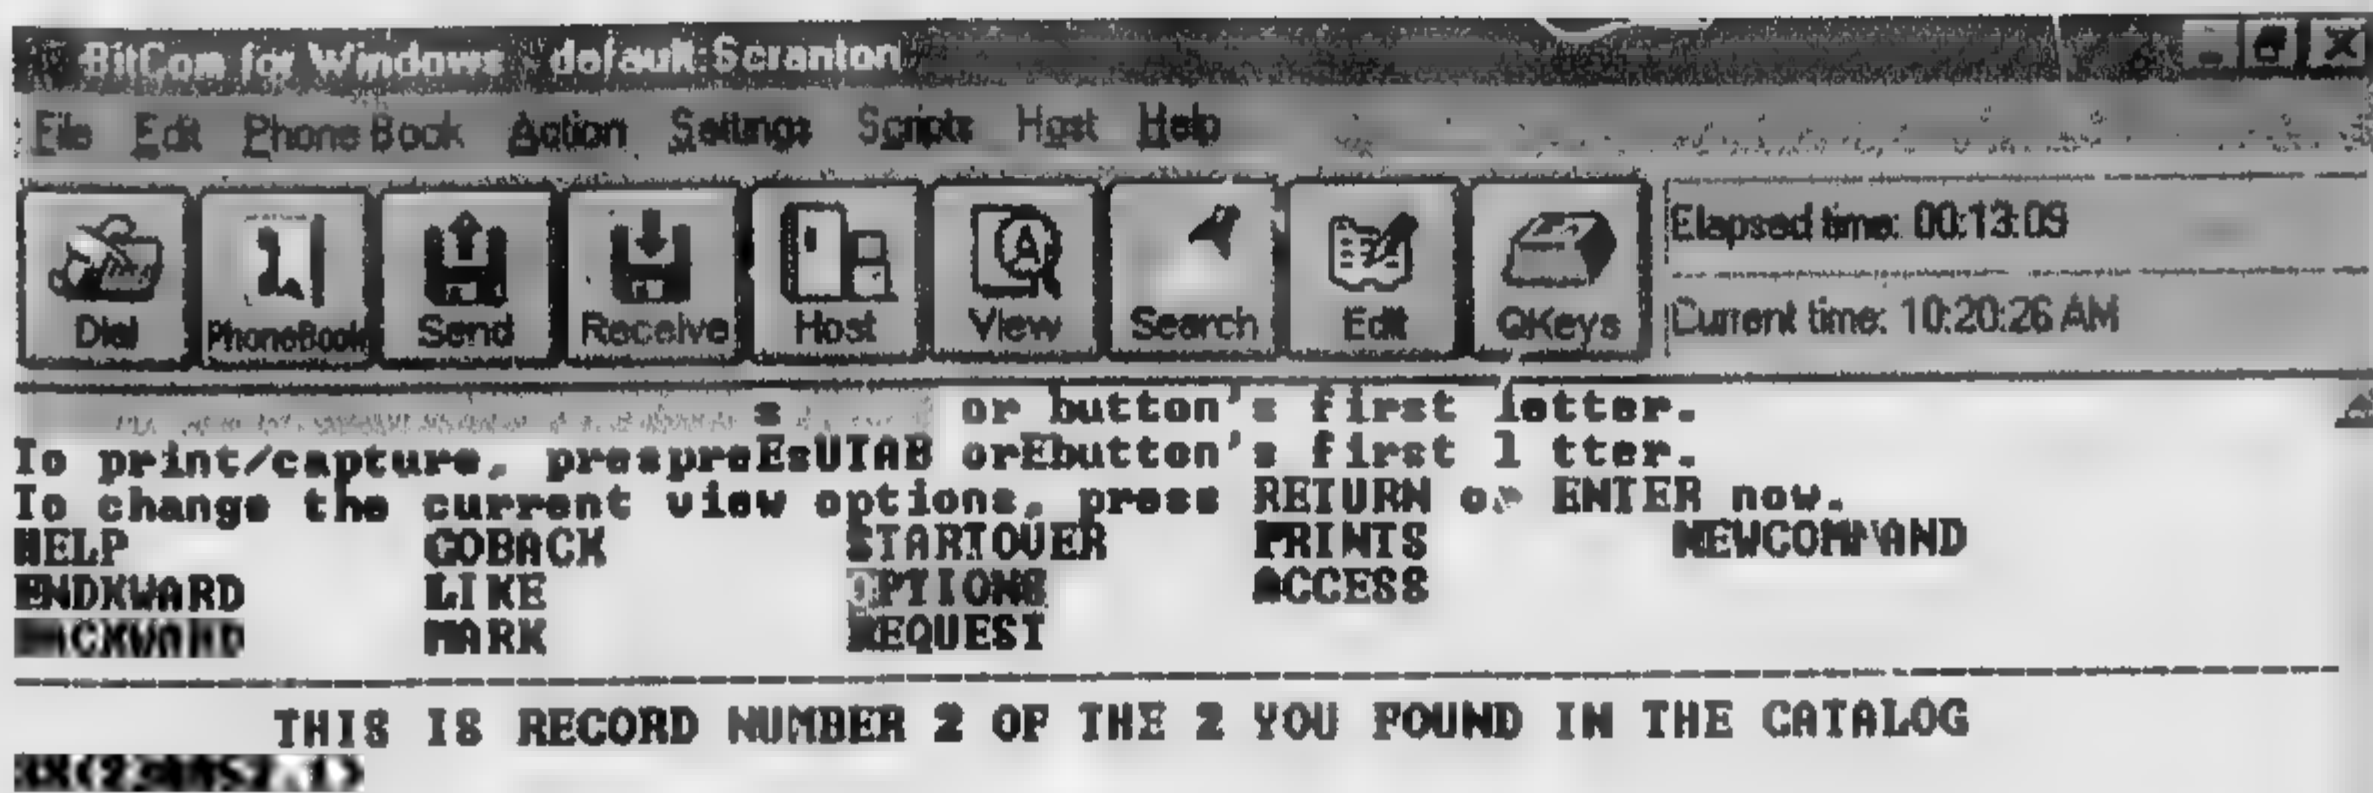 BitCom for Windows - default:Scranton
File Edit Phone Book Action Settings Scripts Host Help
Dial PhoneBook Send Receive Host View Search Edit QKeys
Elapsed time: 00:13:09
Current time: 10:20:26 AM
s or button's first letter.
To print/capture, prespreEsUTAB orEbutton's first l tter.
To change the current view options, press RETURN or ENTER now.
HELP GOBACK STARTOVER PRINTS NEWCOMMAND
ENDKWARD LIKE OPTIONS ACCESS
BACKWARD MARK REQUEST
THIS IS RECORD NUMBER 2 OF THE 2 YOU FOUND IN THE CATALOG